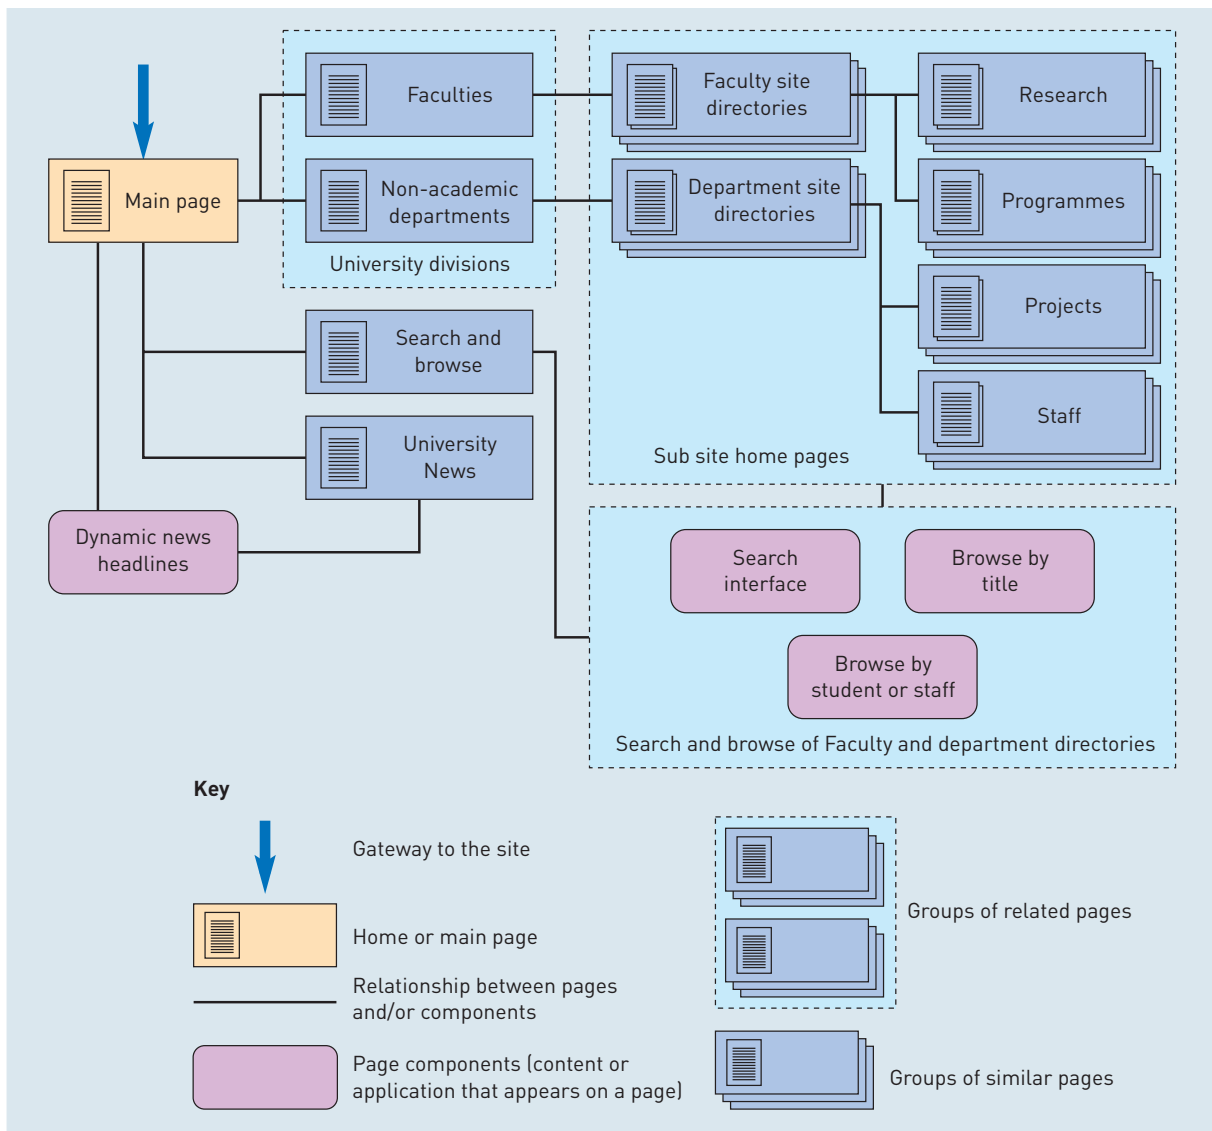 Faculties
Faculty site
directories
Research
Main page
Non-academic
departments
Department site
directories
Programmes
University divisions
Search and
browse
Projects
University
News
Staff
Sub site home pages
Dynamic news
headlines
Search
interface
Browse by
title
Browse by
student or staff
Search and browse of Faculty and department directories
Key
Gateway to the site
Home or main page
Relationship between pages
and/or components
Page components (content or
application that appears on a page)
Groups of related pages
Groups of similar pages